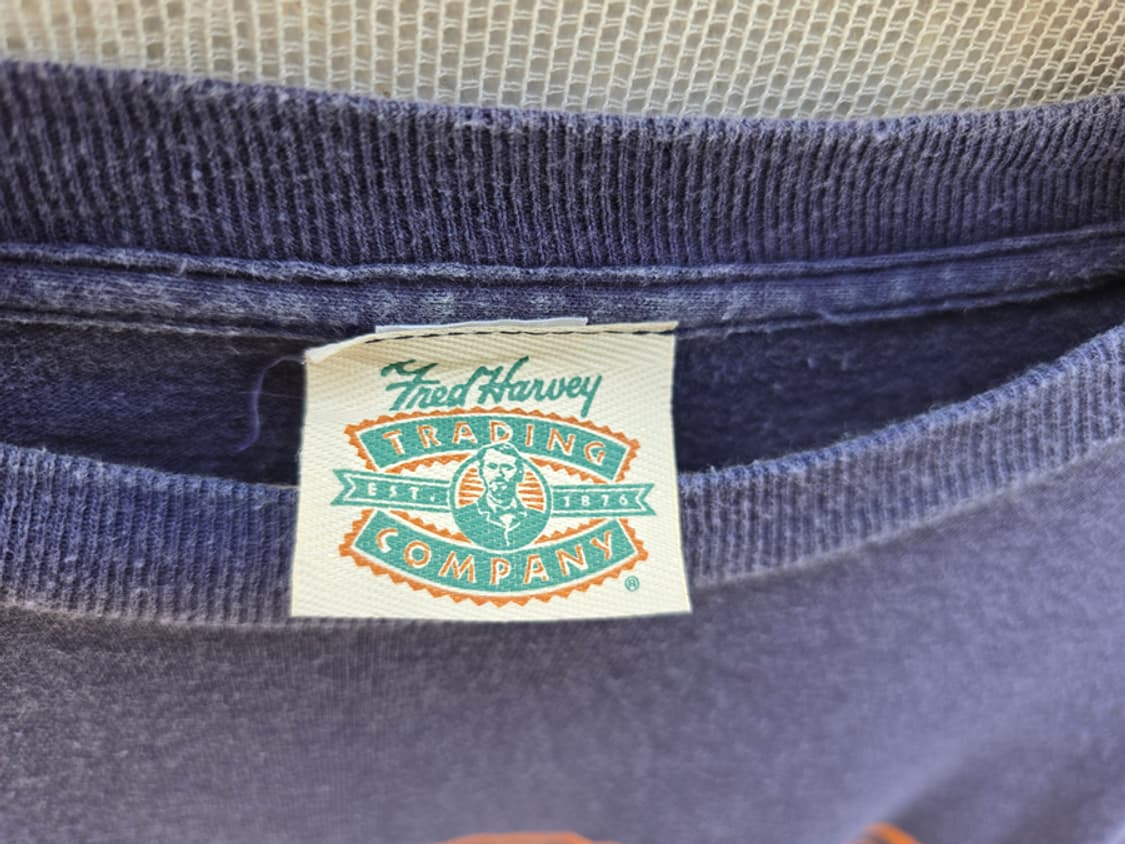 Fred Harvey
TRADING
EST. 1876
COMPANY
®